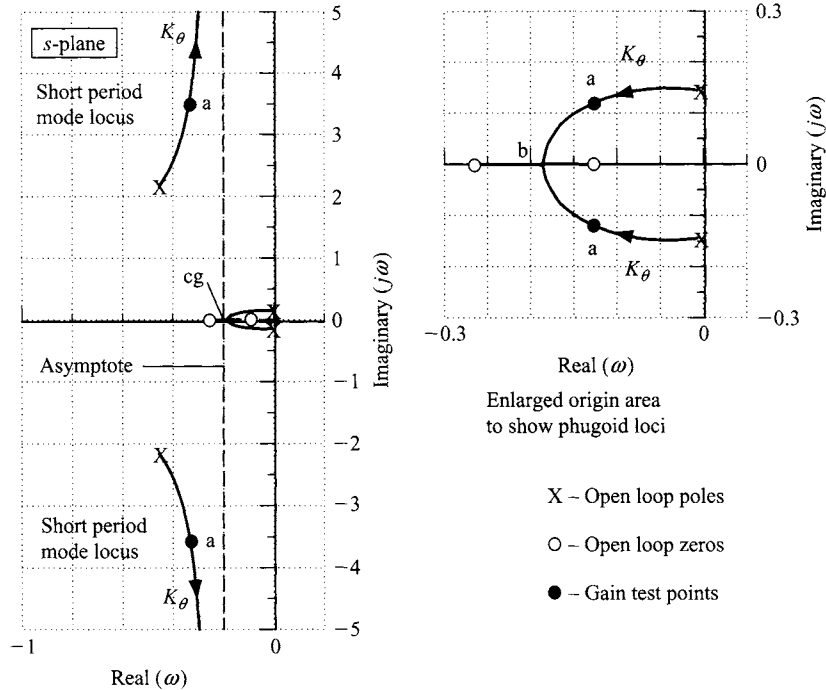 s-plane
Short period
mode locus
K_θ
a
cg
Asymptote
Short period
mode locus
K_θ
a
5
4
3
2
1
0
−1
−2
−3
−4
−5
Imaginary (jω)
−1
0
Real (ω)
0.3
0
−0.3
Imaginary (jω)
K_θ
a
b
a
K_θ
−0.3
0
Real (ω)
Enlarged origin area
to show phugoid loci
X – Open loop poles
O – Open loop zeros
● – Gain test points